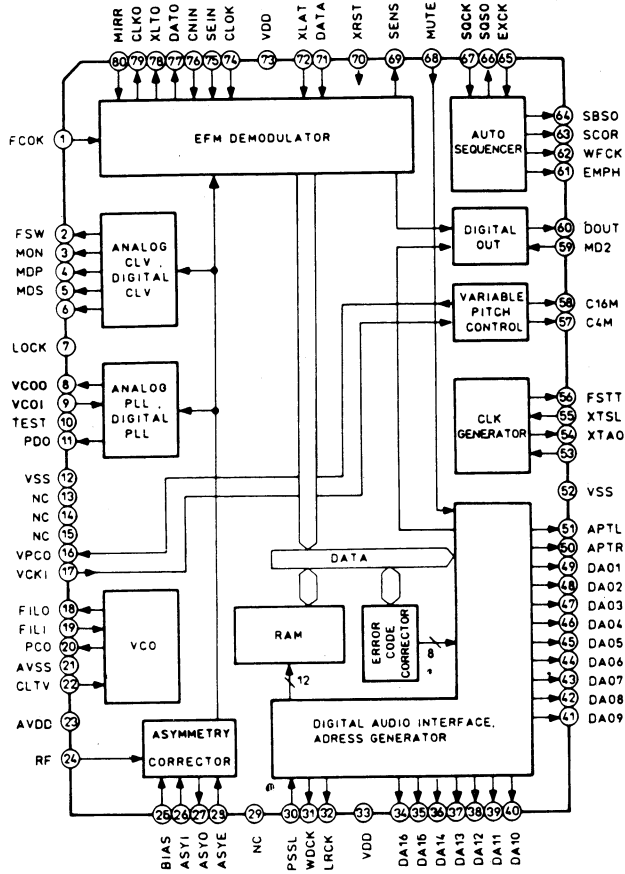 MIRR CLKO XLTO DATO CNIN SEIN CLOK VDD XLAT DATA XRST SENS MUTE SQCK SQSO EXCK
80 79 78 77 76 75 74 73 72 71 70 69 68 67 66 65
FCOK 1
EFM DEMODULATOR
AUTO
SEQUENCER
64 SBSO
63 SCOR
62 WFCK
61 EMPH
FSW 2
MON 3
MDP 4
MDS 5
6
ANALOG
CLV ,
DIGITAL
CLV
DIGITAL
OUT
60 DOUT
59 MD2
VARIABLE
PITCH
CONTROL
58 C16M
57 C4M
LOCK 7
VCOO 8
VCOI 9
TEST 10
PDO 11
ANALOG
PLL ,
DIGITAL
PLL
CLK
GENERATOR
56 FSTT
55 XTSL
54 XTAO
53
VSS 12
NC 13
NC 14
NC 15
VPCO 16
VCKI 17
52 VSS
51 APTL
50 APTR
49 DA01
48 DA02
47 DA03
46 DA04
45 DA05
44 DA06
43 DA07
42 DA08
41 DA09
DATA
FILO 18
FILI 19
PCO 20
AVSS 21
CLTV 22
VCO
RAM
ERROR
CODE
CORRECTOR
8
12
AVDD 23
RF 24
ASYMMETRY
CORRECTOR
DIGITAL AUDIO INTERFACE,
ADRESS GENERATOR
25 26 27 28 29 30 31 32 33 34 35 36 37 38 39 40
BIAS ASYI ASYO ASYE NC PSSL WDCK LRCK VDD DA16 DA15 DA14 DA13 DA12 DA11 DA10